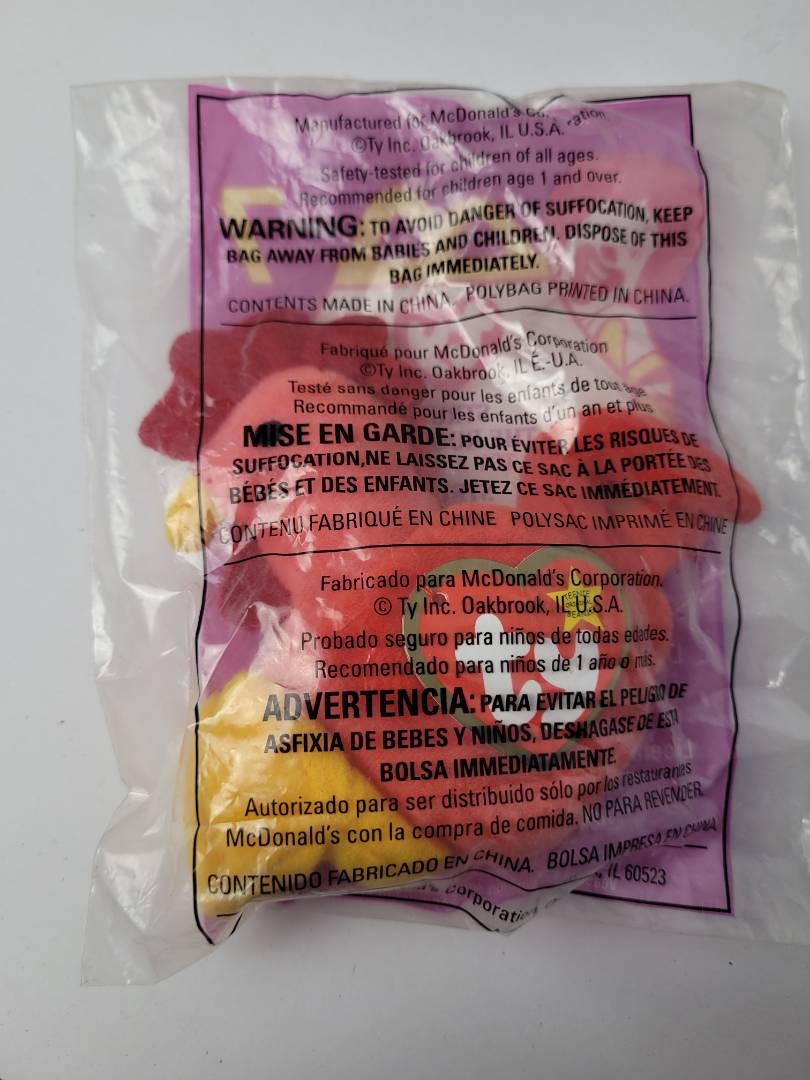 Manufactured for McDonald's Corporation
©Ty Inc. Oakbrook, IL U.S.A.
Safety-tested for children of all ages.
Recommended for children age 1 and over.
WARNING: TO AVOID DANGER OF SUFFOCATION, KEEP
BAG AWAY FROM BABIES AND CHILDREN. DISPOSE OF THIS
BAG IMMEDIATELY.
CONTENTS MADE IN CHINA. POLYBAG PRINTED IN CHINA.
Fabriqué pour McDonald's Corporation
©Ty Inc. Oakbrook, IL É.-U.A.
Testé sans danger pour les enfants de tout age
Recommandé pour les enfants d'un an et plus
MISE EN GARDE: POUR ÉVITER LES RISQUES DE
SUFFOCATION,NE LAISSEZ PAS CE SAC À LA PORTÉE DES
BÉBÉS ET DES ENFANTS. JETEZ CE SAC IMMÉDIATEMENT.
CONTENU FABRIQUÉ EN CHINE POLYSAC IMPRIMÉ EN CHINE
Fabricado para McDonald's Corporation.
© Ty Inc. Oakbrook, IL U.S.A.
Probado seguro para niños de todas edades.
Recomendado para niños de 1 año o más.
ADVERTENCIA: PARA EVITAR EL PELIGRO DE
ASFIXIA DE BEBES Y NIÑOS, DESHAGASE DE ESTA
BOLSA IMMEDIATAMENTE.
Autorizado para ser distribuido sólo por los restaurantes
McDonald's con la compra de comida. NO PARA REVENDER.
CONTENIDO FABRICADO EN CHINA. BOLSA IMPRESA EN CHINA
Corporation, IL 60523
ty